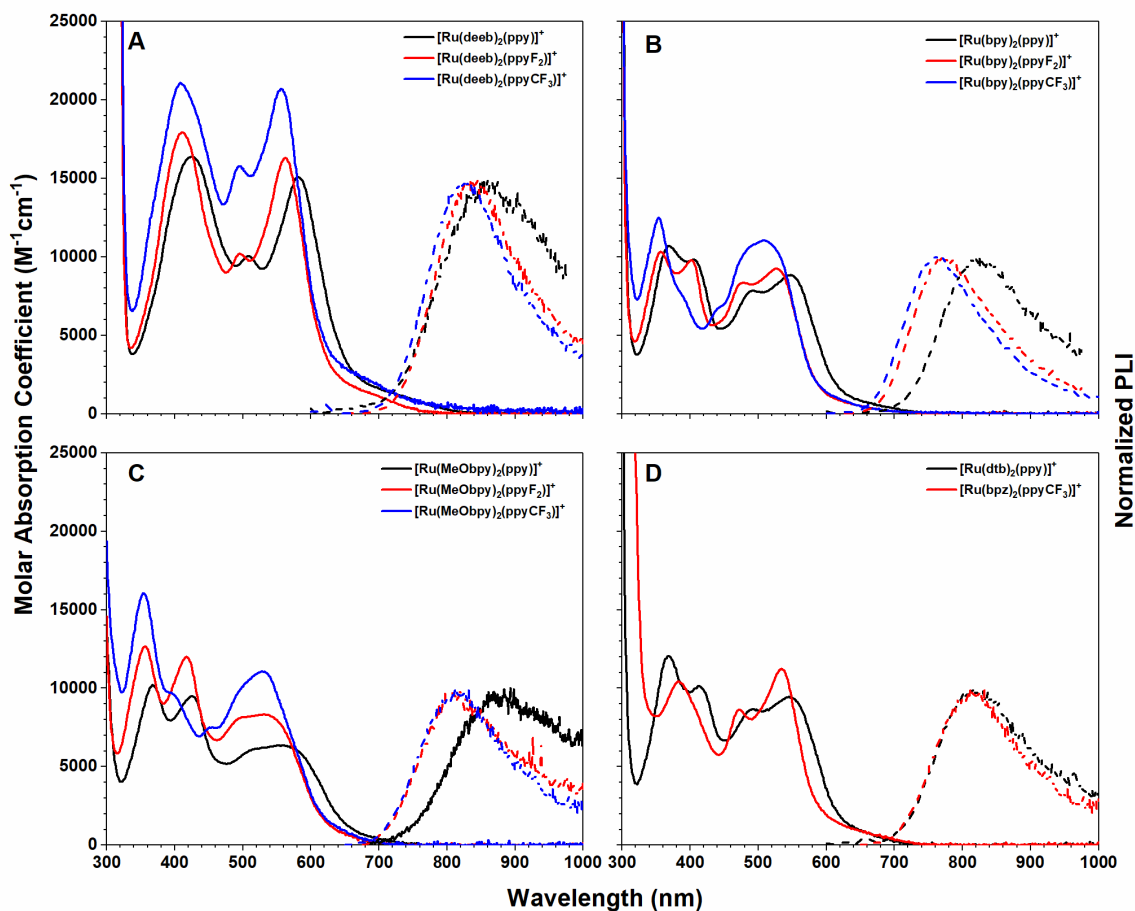 A
[Ru(deeb)₂(ppy)]⁺
[Ru(deeb)₂(ppyF₂)]⁺
[Ru(deeb)₂(ppyCF₃)]⁺
25000
20000
15000
10000
5000
0
B
[Ru(bpy)₂(ppy)]⁺
[Ru(bpy)₂(ppyF₂)]⁺
[Ru(bpy)₂(ppyCF₃)]⁺
C
[Ru(MeObpy)₂(ppy)]⁺
[Ru(MeObpy)₂(ppyF₂)]⁺
[Ru(MeObpy)₂(ppyCF₃)]⁺
25000
20000
15000
10000
5000
0
300 400 500 600 700 800 900 1000
D
[Ru(dtb)₂(ppy)]⁺
[Ru(bpz)₂(ppyCF₃)]⁺
300 400 500 600 700 800 900 1000
Molar Absorption Coefficient (M⁻¹cm⁻¹)
Normalized PLI
Wavelength (nm)